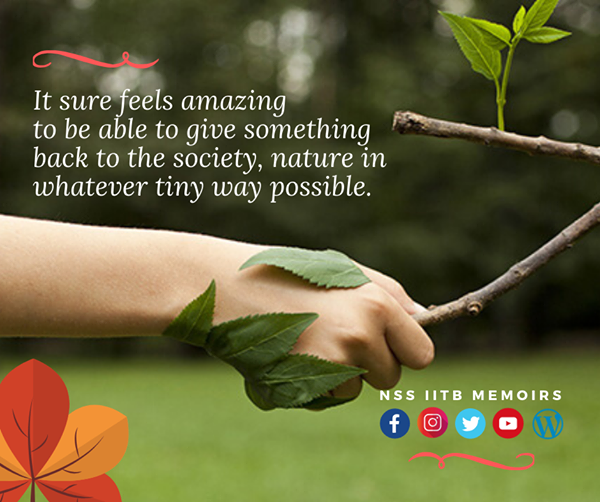 It sure feels amazing
to be able to give something
back to the society, nature in
whatever tiny way possible.
NSS IITB MEMOIRS